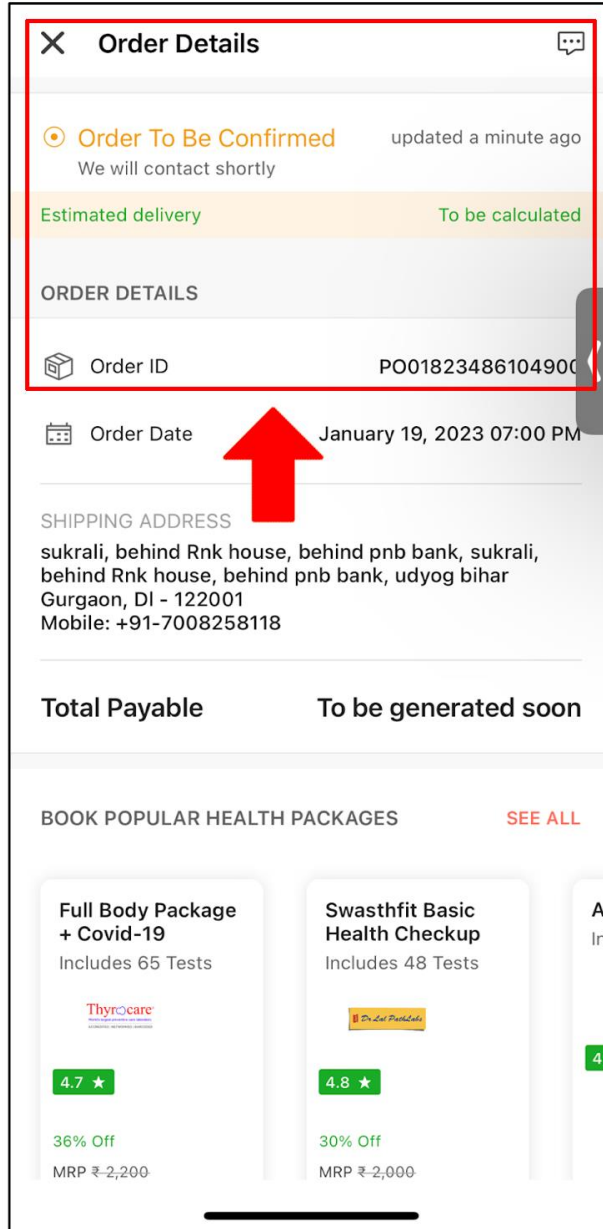 Order Details
Order To Be Confirmed updated a minute ago
We will contact shortly
Estimated delivery To be calculated
ORDER DETAILS
Order ID PO01823486104900
Order Date January 19, 2023 07:00 PM
SHIPPING ADDRESS
sukrali, behind Rnk house, behind pnb bank, sukrali,
behind Rnk house, behind pnb bank, udyog bihar
Gurgaon, Dl - 122001
Mobile: +91-7008258118
Total Payable To be generated soon
BOOK POPULAR HEALTH PACKAGES SEE ALL
Full Body Package
+ Covid-19
Includes 65 Tests
Thyrocare
4.7 ★
36% Off
MRP ₹ 2,200
Swasthfit Basic
Health Checkup
Includes 48 Tests
Dr Lal PathLabs
4.8 ★
30% Off
MRP ₹ 2,000
A
4